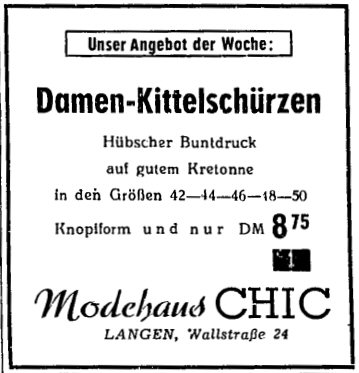 Unser Angebot der Woche:
Damen-Kittelschürzen
Hübscher Buntdruck
auf gutem Kretonne
in den Größen 42—44—46—48—50
Knopfform und nur DM 8 75
Modehaus CHIC
LANGEN, Wallstraße 24